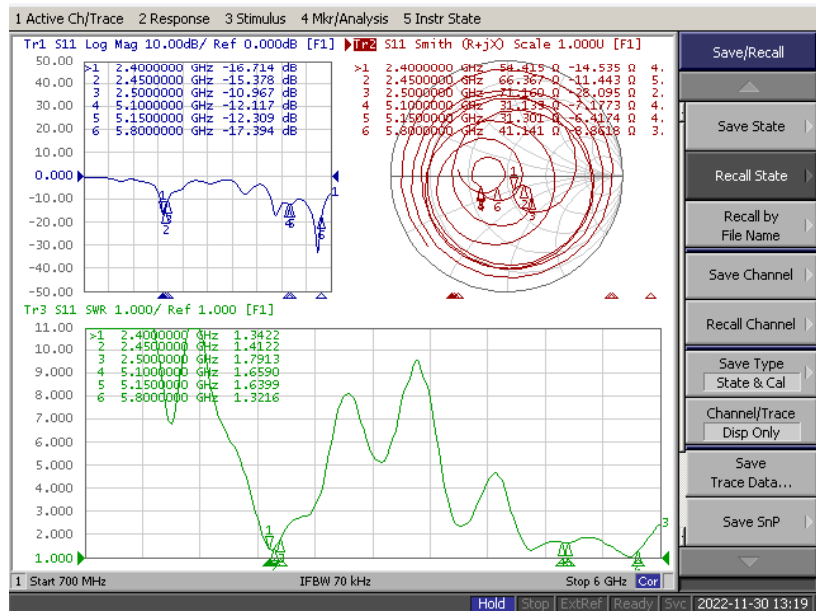 1 Active Ch/Trace 2 Response 3 Stimulus 4 Mkr/Analysis 5 Instr State
Tr1 S11 Log Mag 10.00dB/ Ref 0.000dB [F1]
50.00
40.00
30.00
20.00
10.00
0.000
-10.00
-20.00
-30.00
-40.00
-50.00
>1 2.4000000 GHz -16.714 dB
2 2.4500000 GHz -15.378 dB
3 2.5000000 GHz -10.967 dB
4 5.1000000 GHz -12.117 dB
5 5.1500000 GHz -12.309 dB
6 5.8000000 GHz -17.394 dB
Tr2 S11 Smith (R+jX) Scale 1.000U [F1]
>1 2.4000000 GHz 54.415 Ω -14.535 Ω 4.
2 2.4500000 GHz 66.367 Ω -11.443 Ω 5.
3 2.5000000 GHz 71.160 Ω -28.095 Ω 2.
4 5.1000000 GHz 31.133 Ω -7.1773 Ω 4.
5 5.1500000 GHz 31.301 Ω -6.4174 Ω 4.
6 5.8000000 GHz 41.141 Ω -8.8618 Ω 3.
Tr3 S11 SWR 1.000/ Ref 1.000 [F1]
11.00
10.00
9.000
8.000
7.000
6.000
5.000
4.000
3.000
2.000
1.000
>1 2.4000000 GHz 1.3422
2 2.4500000 GHz 1.4122
3 2.5000000 GHz 1.7913
4 5.1000000 GHz 1.6590
5 5.1500000 GHz 1.6399
6 5.8000000 GHz 1.3216
1 Start 700 MHz IFBW 70 kHz Stop 6 GHz Cor
Save/Recall
Save State
Recall State
Recall by
File Name
Save Channel
Recall Channel
Save Type
State & Cal
Channel/Trace
Disp Only
Save
Trace Data...
Save SnP
Hold Stop ExtRef Ready Svc 2022-11-30 13:19